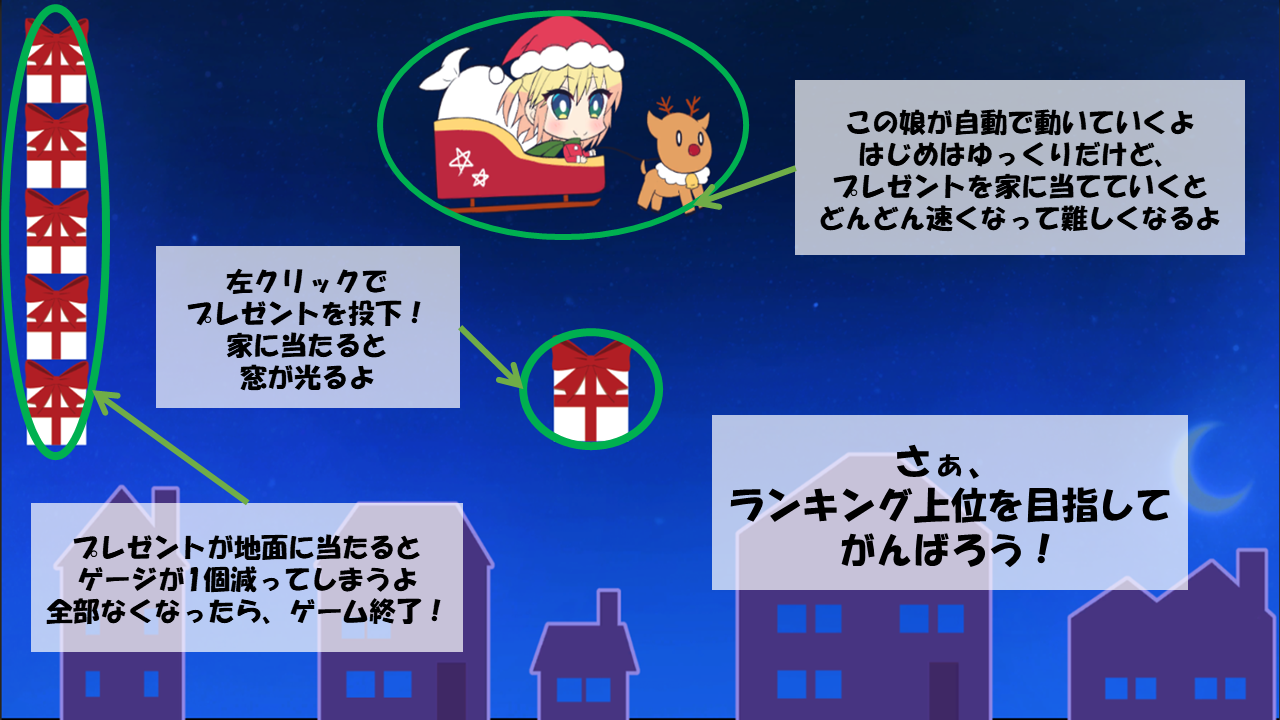 この娘が自動で動いていくよ
はじめはゆっくりだけど、
プレゼントを家に当てていくと
どんどん速くなって難しくなるよ
左クリックで
プレゼントを投下！
家に当たると
窓が光るよ
プレゼントが地面に当たると
ゲージが1個減ってしまうよ
全部なくなったら、ゲーム終了！
さぁ、
ランキング上位を目指して
がんばろう！